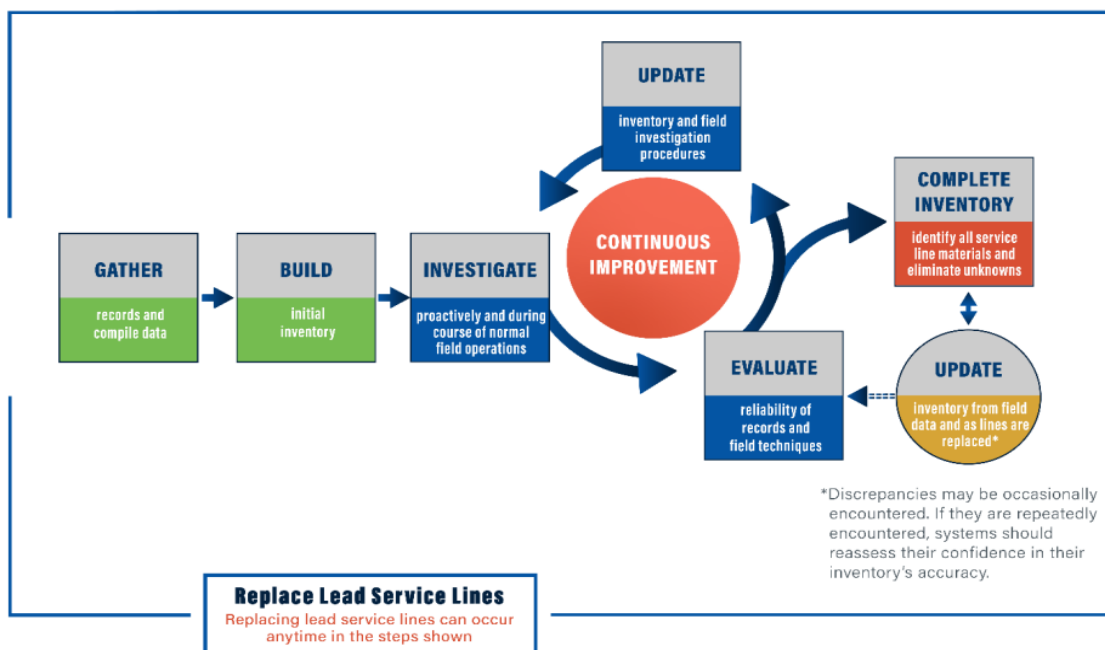 GATHER
records and
compile data
BUILD
initial
inventory
INVESTIGATE
proactively and during
course of normal
field operations
UPDATE
inventory and field
investigation
procedures
CONTINUOUS
IMPROVEMENT
EVALUATE
reliability of
records and
field techniques
COMPLETE
INVENTORY
identify all service
line materials and
eliminate unknowns
UPDATE
inventory from field
data and as lines are
replaced*
*Discrepancies may be occasionally
encountered. If they are repeatedly
encountered, systems should
reassess their confidence in their
inventory's accuracy.
Replace Lead Service Lines
Replacing lead service lines can occur
anytime in the steps shown